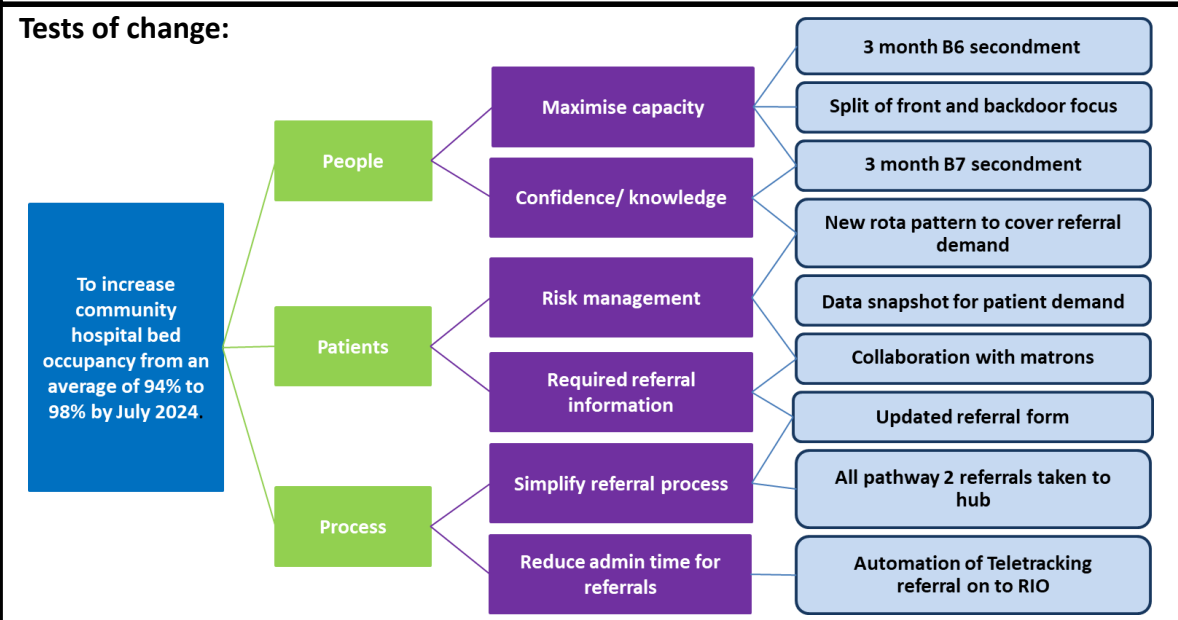 Tests of change:
To increase
community
hospital bed
occupancy from an
average of 94% to
98% by July 2024.
People
Patients
Process
Maximise capacity
Confidence/ knowledge
Risk management
Required referral
information
Simplify referral process
Reduce admin time for
referrals
3 month B6 secondment
Split of front and backdoor focus
3 month B7 secondment
New rota pattern to cover referral
demand
Data snapshot for patient demand
Collaboration with matrons
Updated referral form
All pathway 2 referrals taken to
hub
Automation of Teletracking
referral on to RIO